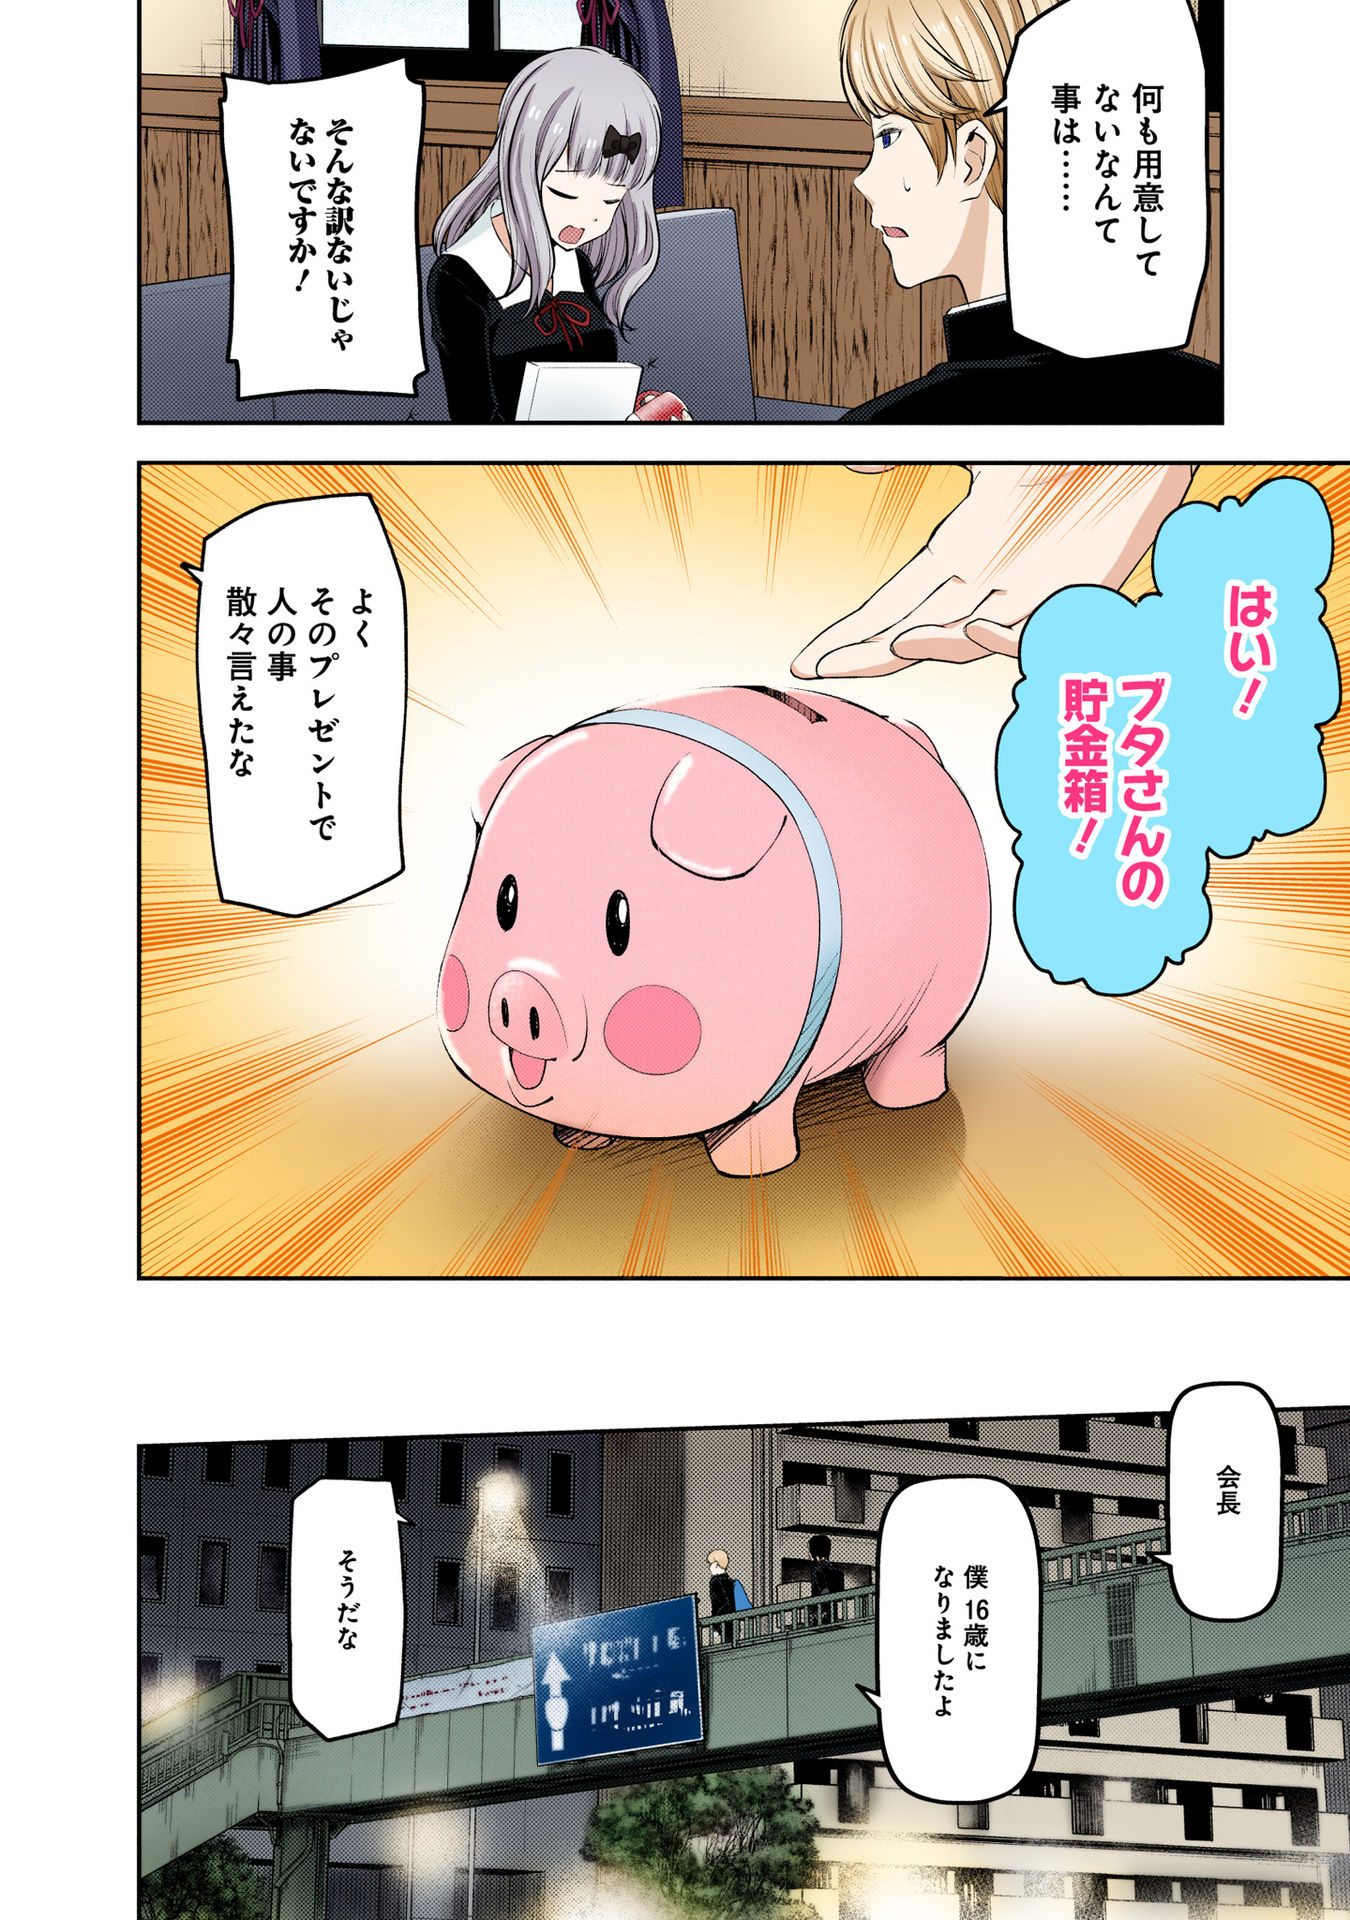 何も用意して
ないなんて
事は……
そんな訳ないじゃ
ないですか！
はい！
ブタさんの
貯金箱！
よく
そのプレゼントで
人の事
散々言えたな
会長
僕16歳に
なりましたよ
そうだな